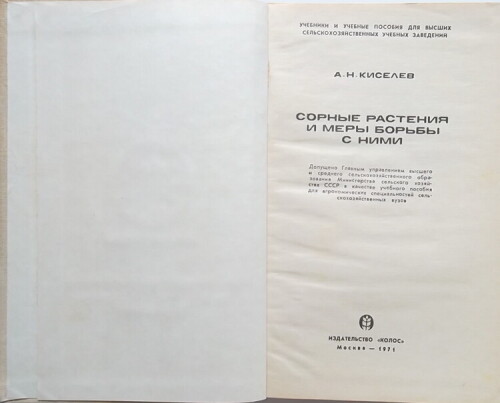 УЧЕБНИКИ И УЧЕБНЫЕ ПОСОБИЯ ДЛЯ ВЫСШИХ
СЕЛЬСКОХОЗЯЙСТВЕННЫХ УЧЕБНЫХ ЗАВЕДЕНИЙ
А. Н. КИСЕЛЕВ
СОРНЫЕ РАСТЕНИЯ
И МЕРЫ БОРЬБЫ
С НИМИ
Допущено Главным управлением высшего
и среднего сельскохозяйственного обра-
зования Министерства сельского хозяй-
ства СССР в качестве учебного пособия
для агрономических специальностей сель-
скохозяйственных вузов
ИЗДАТЕЛЬСТВО «КОЛОС»
Москва — 1971